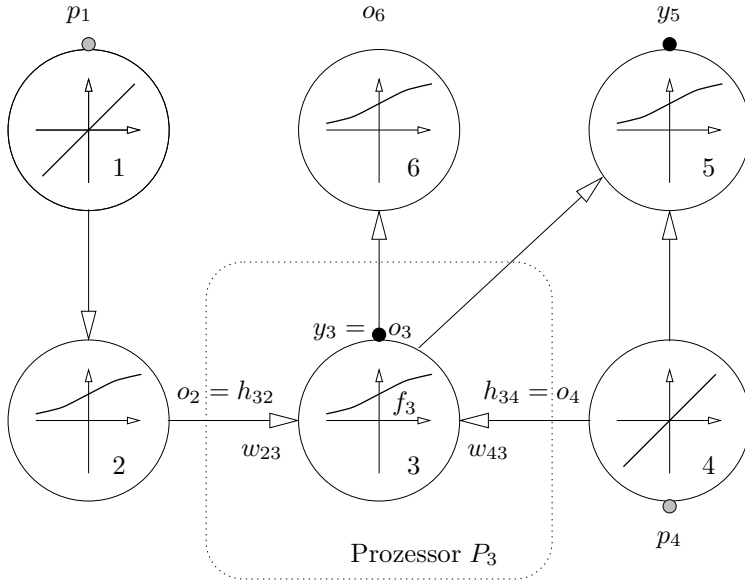 p₁ o₆ y₅
1 6 5
y₃ = o₃
o₂ = h₃₂ f₃ h₃₄ = o₄
w₂₃ w₄₃
2 3 4
p₄
Prozessor P₃